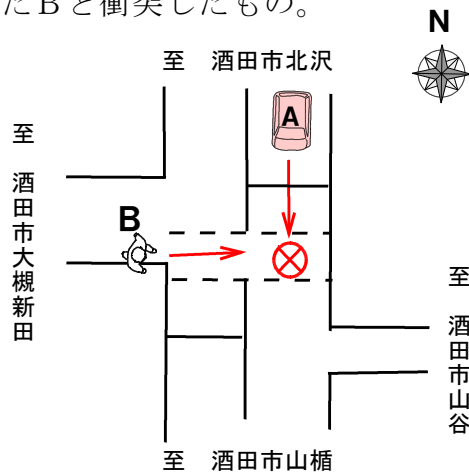 たBと衝突したもの。
N
至 酒田市北沢
A
至 酒田市大槻新田
B
至 酒田市山谷
至 酒田市山楯